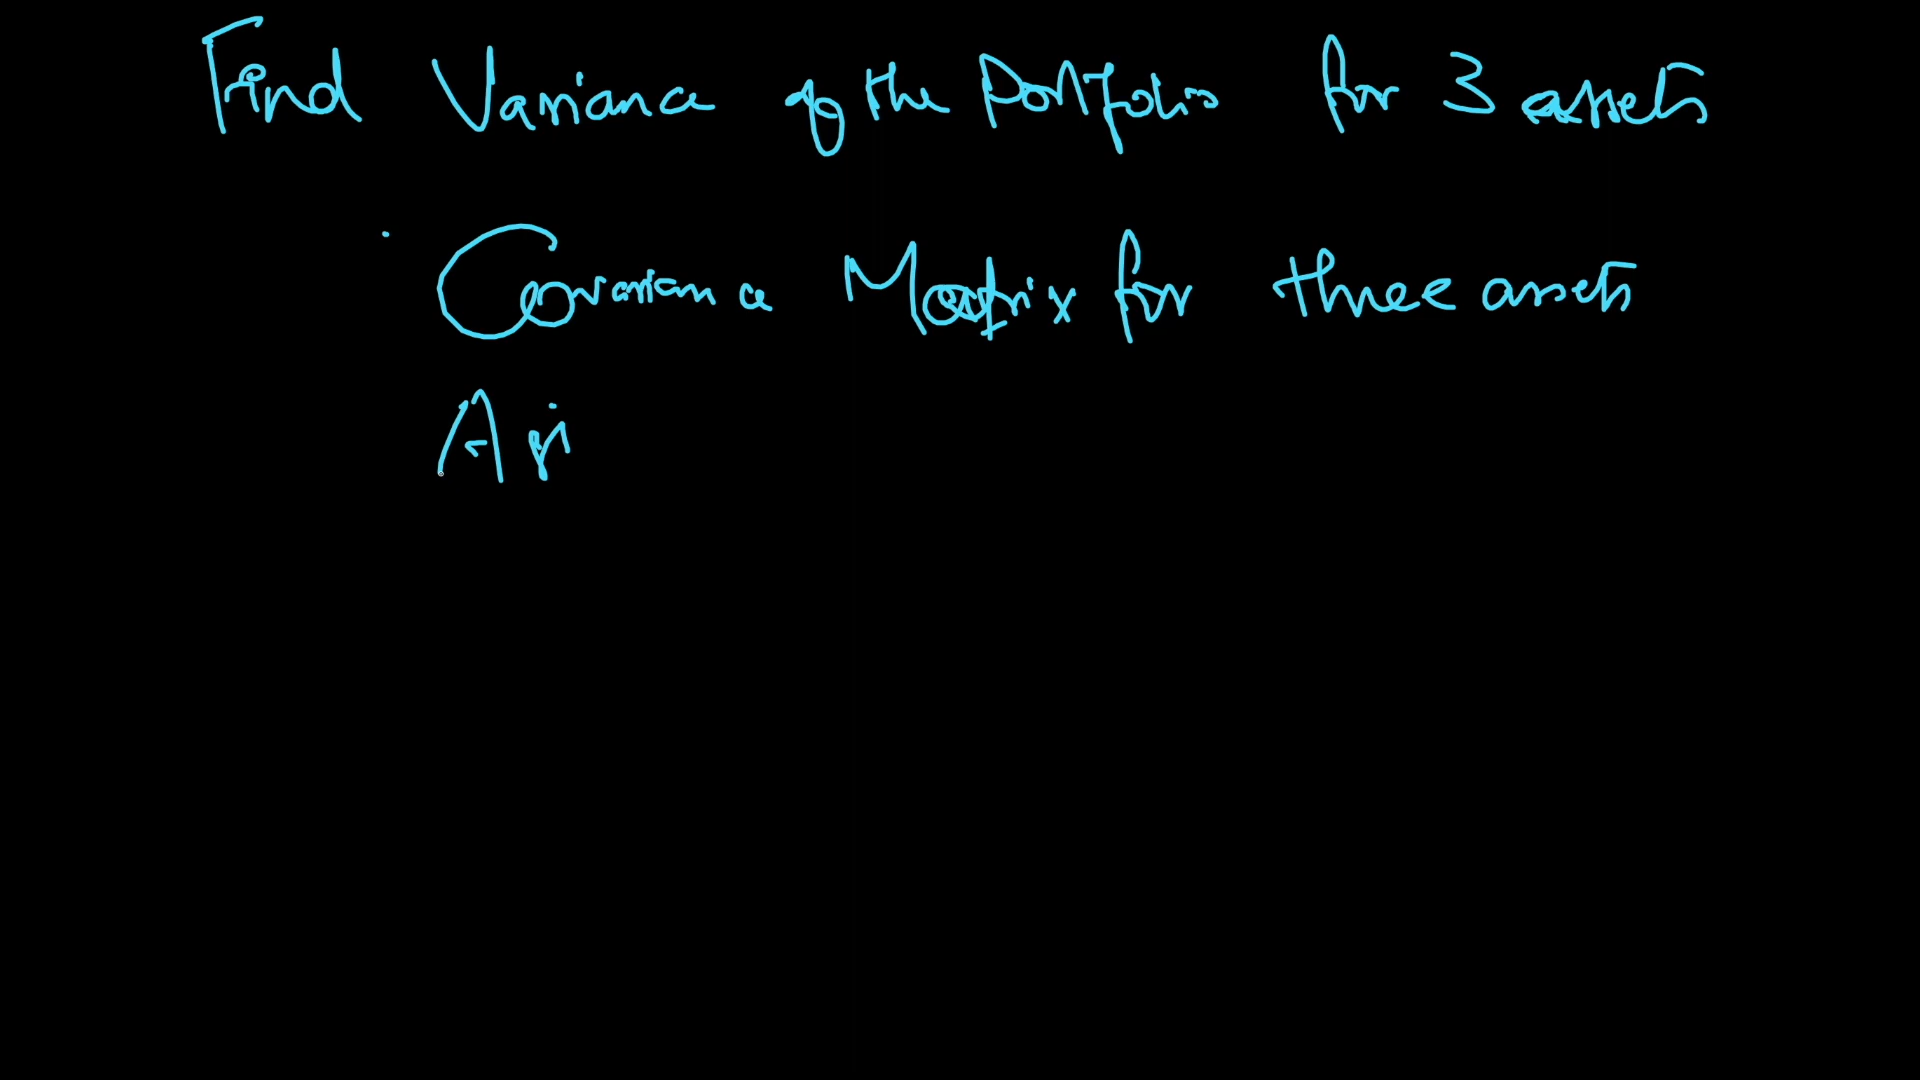 Find Variance of the Portfolio for 3 assets
Covariance Matrix for three assets
A